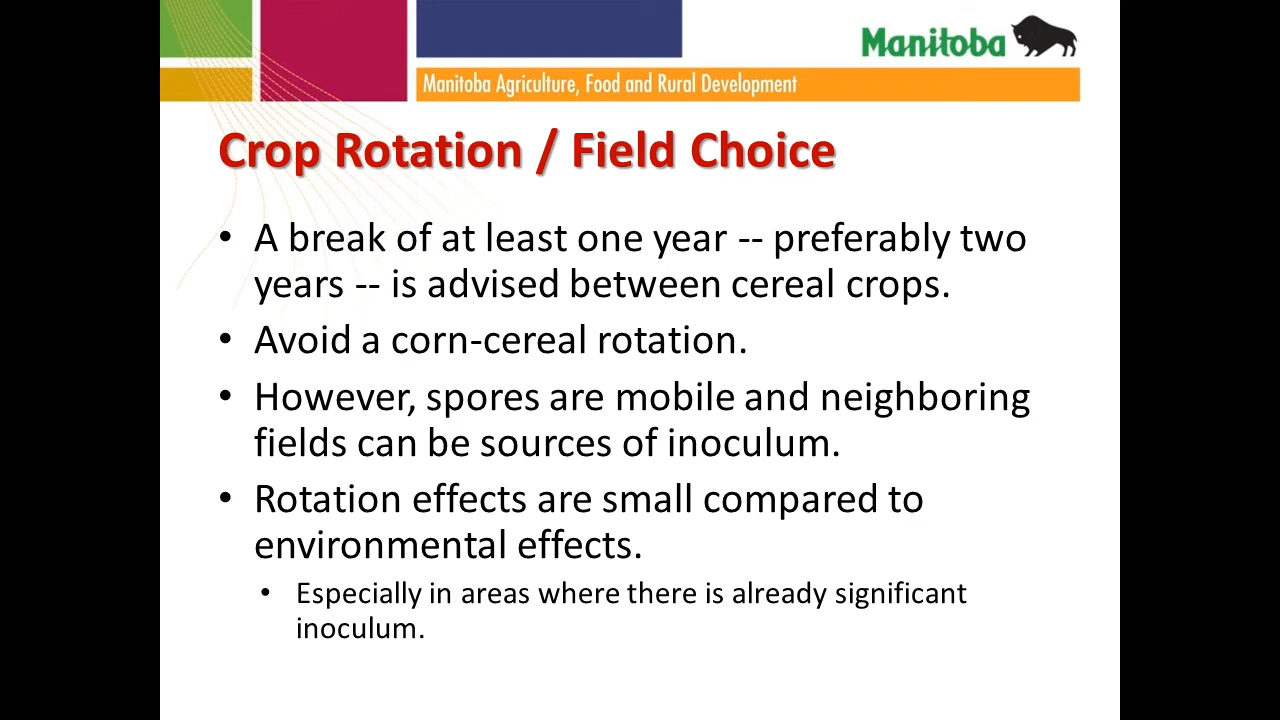 Manitoba
Manitoba Agriculture, Food and Rural Development
Crop Rotation / Field Choice
• A break of at least one year -- preferably two
years -- is advised between cereal crops.
• Avoid a corn-cereal rotation.
• However, spores are mobile and neighboring
fields can be sources of inoculum.
• Rotation effects are small compared to
environmental effects.
• Especially in areas where there is already significant
inoculum.